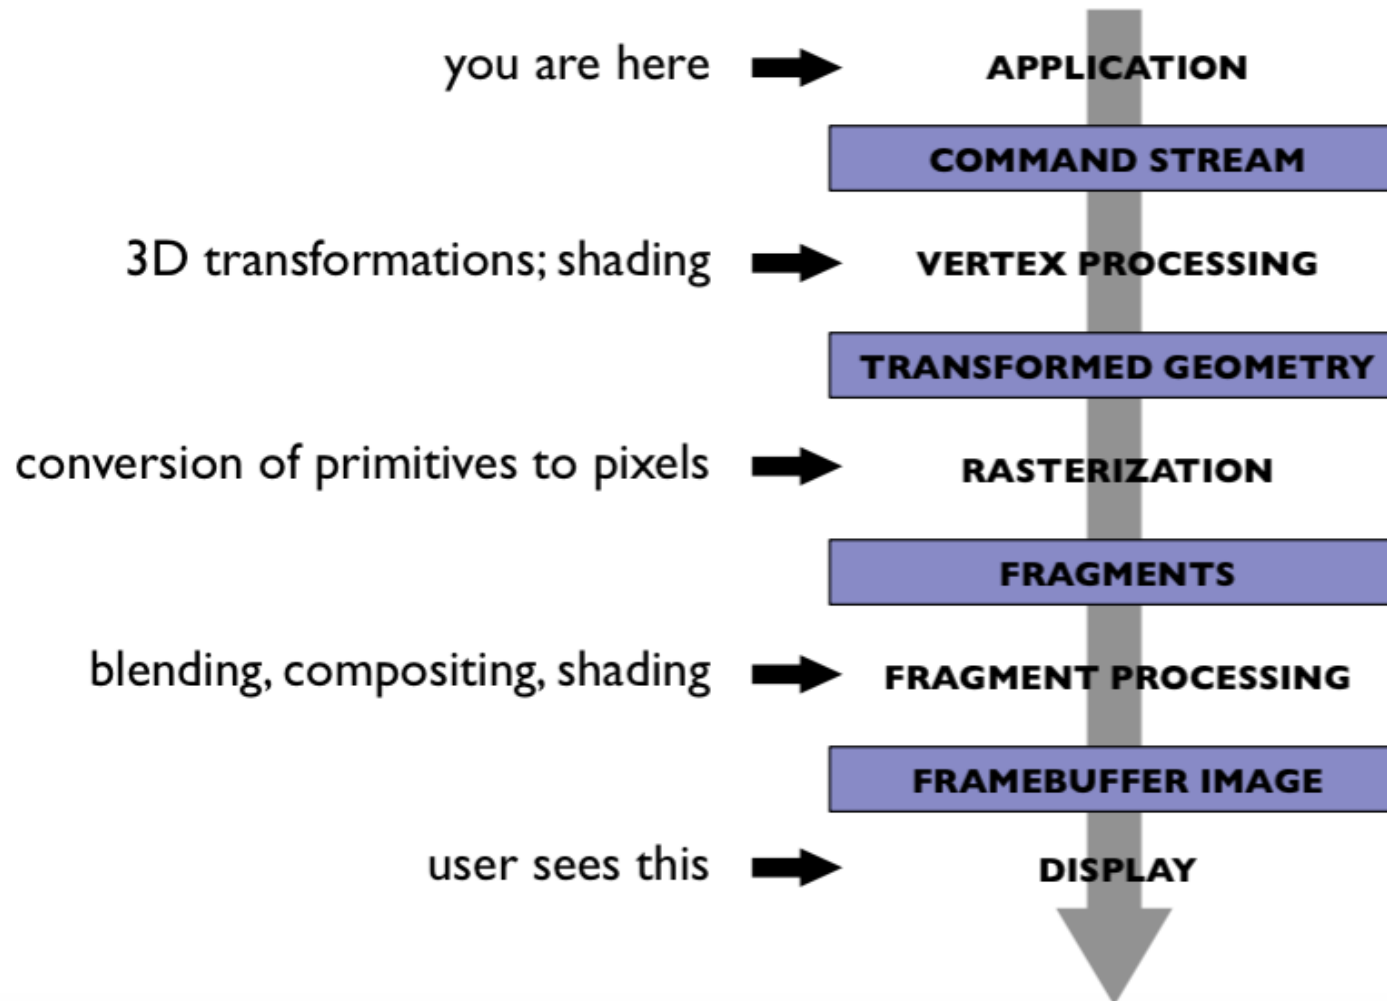 you are here
APPLICATION
COMMAND STREAM
3D transformations; shading
VERTEX PROCESSING
TRANSFORMED GEOMETRY
conversion of primitives to pixels
RASTERIZATION
FRAGMENTS
blending, compositing, shading
FRAGMENT PROCESSING
FRAMEBUFFER IMAGE
user sees this
DISPLAY